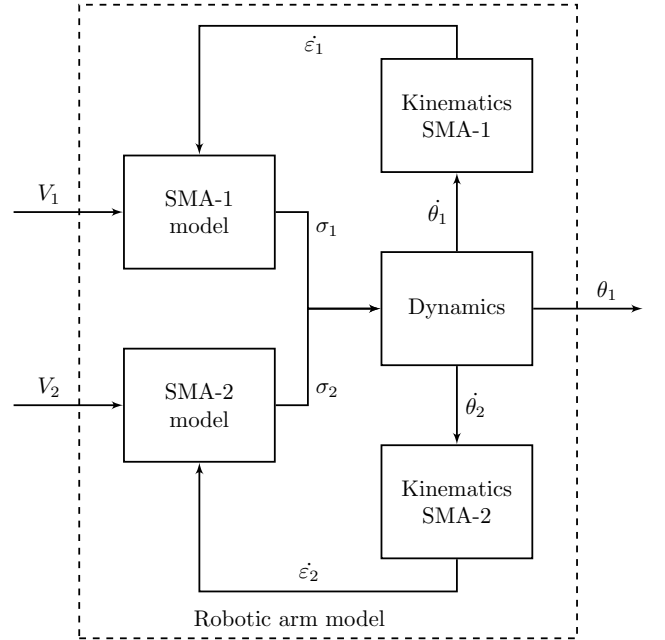 ε̇₁
Kinematics
SMA-1
V₁
SMA-1
model
σ₁
θ̇₁
Dynamics
θ₁
V₂
SMA-2
model
σ₂
θ̇₂
Kinematics
SMA-2
ε̇₂
Robotic arm model